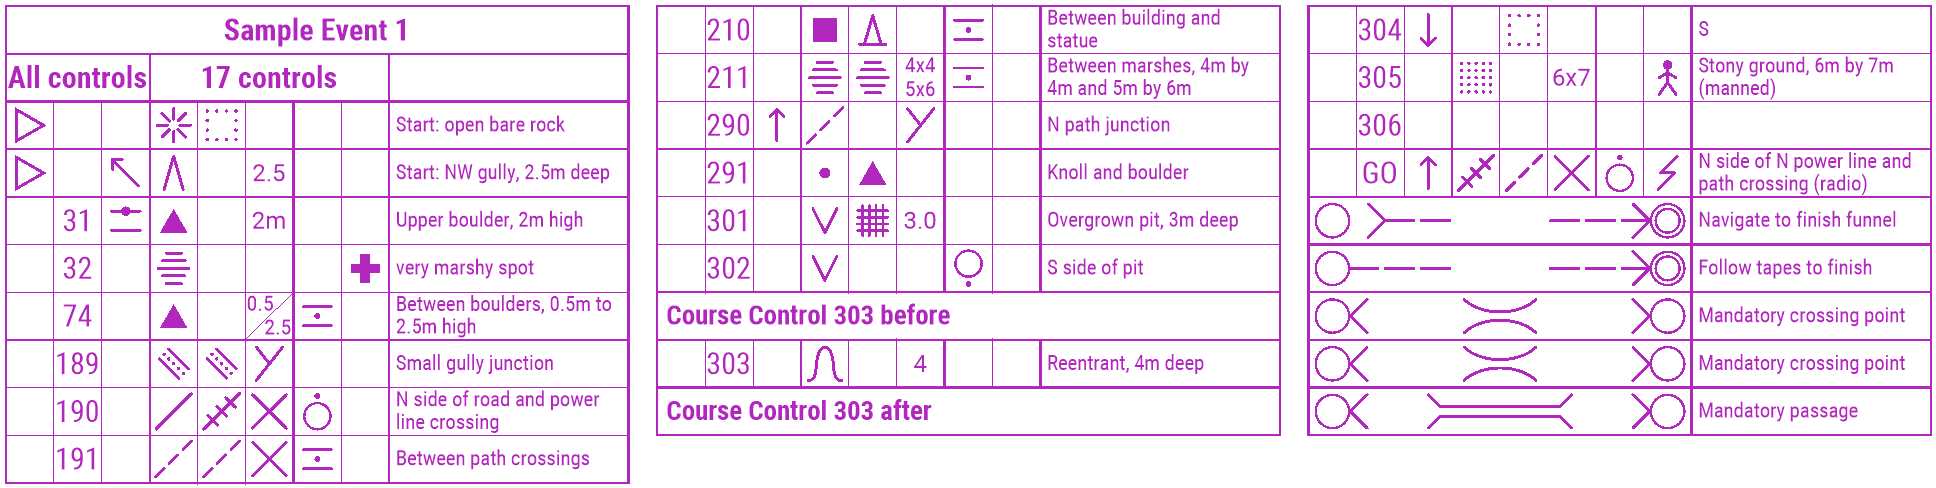 Sample Event 1
All controls 17 controls
Start: open bare rock
2.5 Start: NW gully, 2.5m deep
31 2m Upper boulder, 2m high
32 very marshy spot
74 0.5 2.5 Between boulders, 0.5m to
2.5m high
189 Small gully junction
190 N side of road and power
line crossing
191 Between path crossings
210 Between building and
statue
211 4x4 5x6 Between marshes, 4m by
4m and 5m by 6m
290 N path junction
291 Knoll and boulder
301 3.0 Overgrown pit, 3m deep
302 S side of pit
Course Control 303 before
303 4 Reentrant, 4m deep
Course Control 303 after
304 S
305 6x7 Stony ground, 6m by 7m
(manned)
306
GO N side of N power line and
path crossing (radio)
Navigate to finish funnel
Follow tapes to finish
Mandatory crossing point
Mandatory crossing point
Mandatory passage